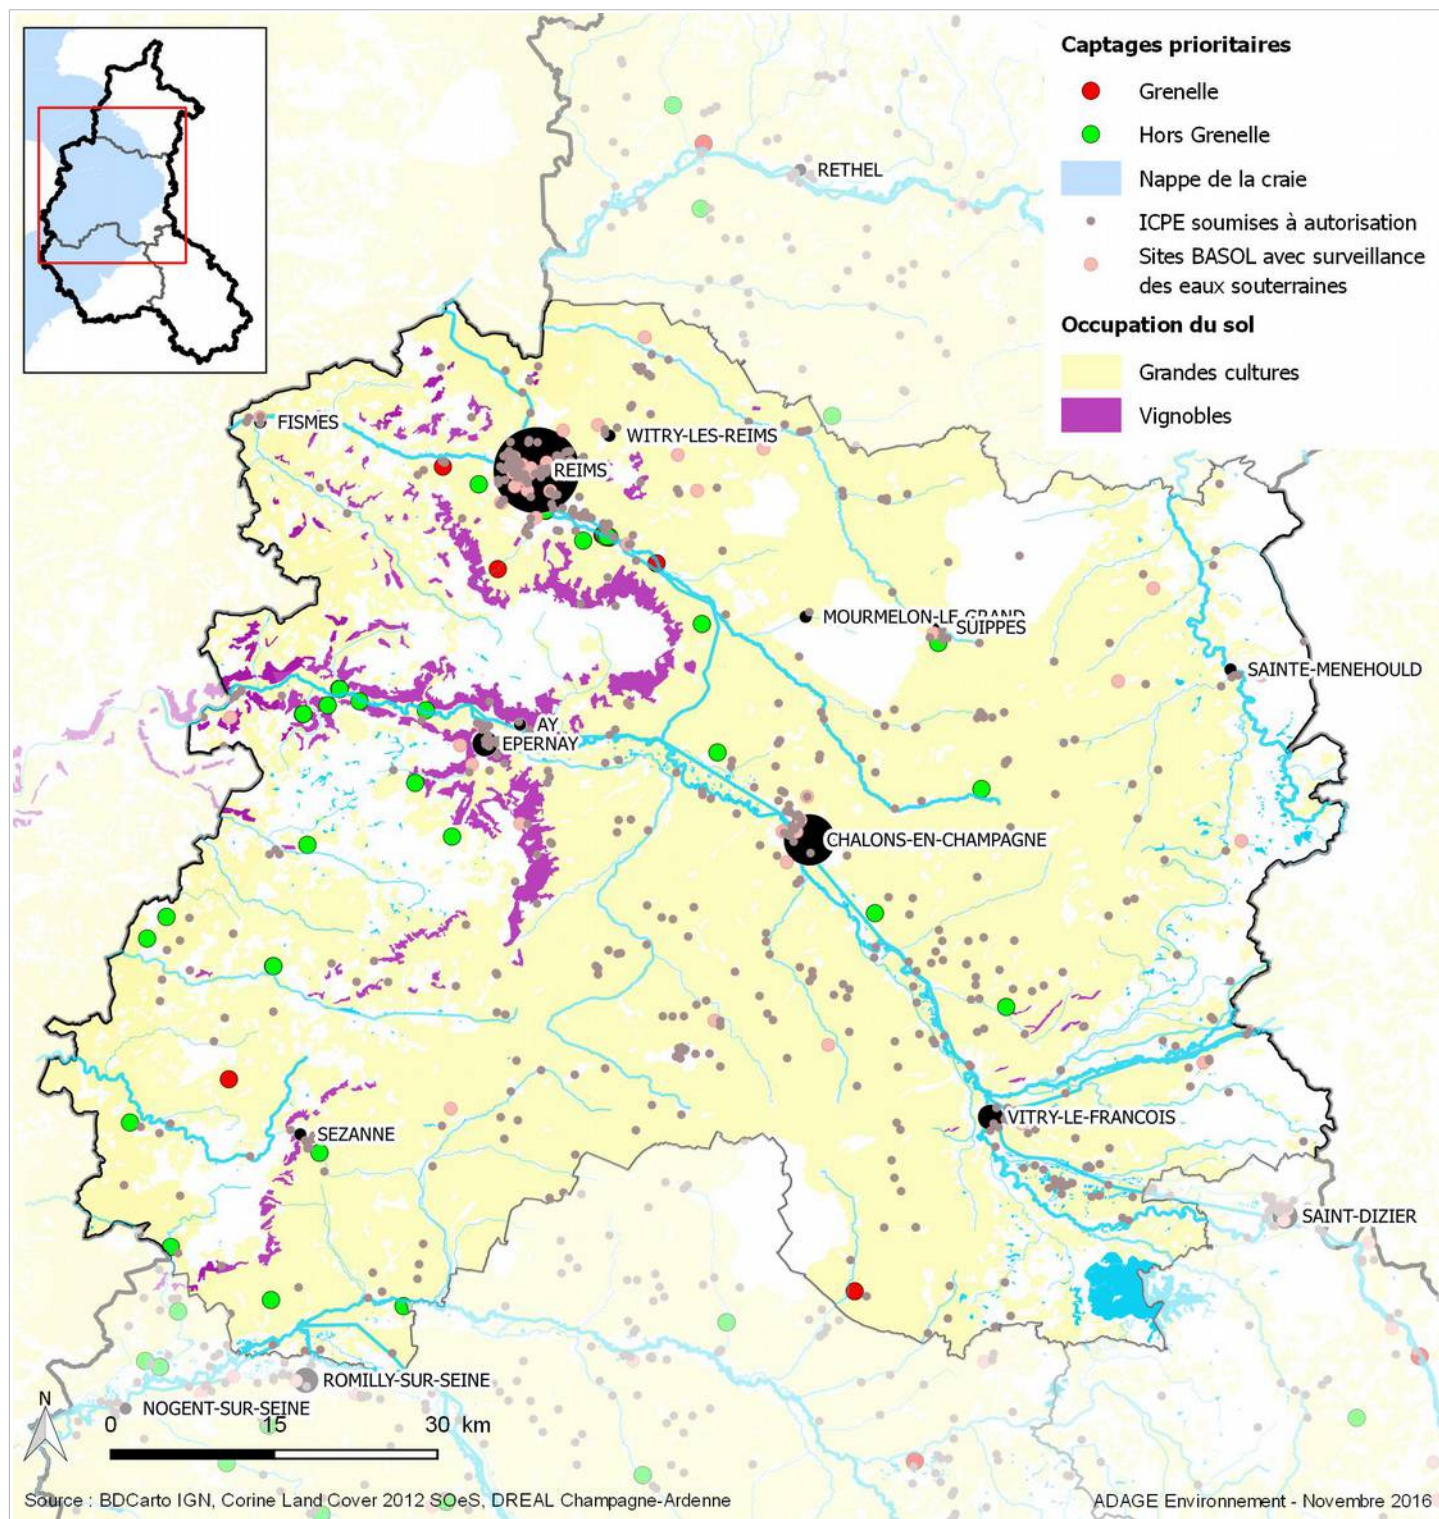 Captages prioritaires
Grenelle
Hors Grenelle
Nappe de la craie
ICPE soumises à autorisation
Sites BASOL avec surveillance
des eaux souterraines
Occupation du sol
Grandes cultures
Vignobles
RETHEL
FISMES
WITRY-LES-REIMS
REIMS
MOURMELON-LE-GRAND
SUIPPES
SAINTE-MENEHOULD
AY
EPERNAY
CHALONS-EN-CHAMPAGNE
VITRY-LE-FRANCOIS
SEZANNE
SAINT-DIZIER
ROMILLY-SUR-SEINE
NOGENT-SUR-SEINE
N
0 15 30 km
Source : BDCarto IGN, Corine Land Cover 2012 SOeS, DREAL Champagne-Ardenne
ADAGE Environnement - Novembre 2016